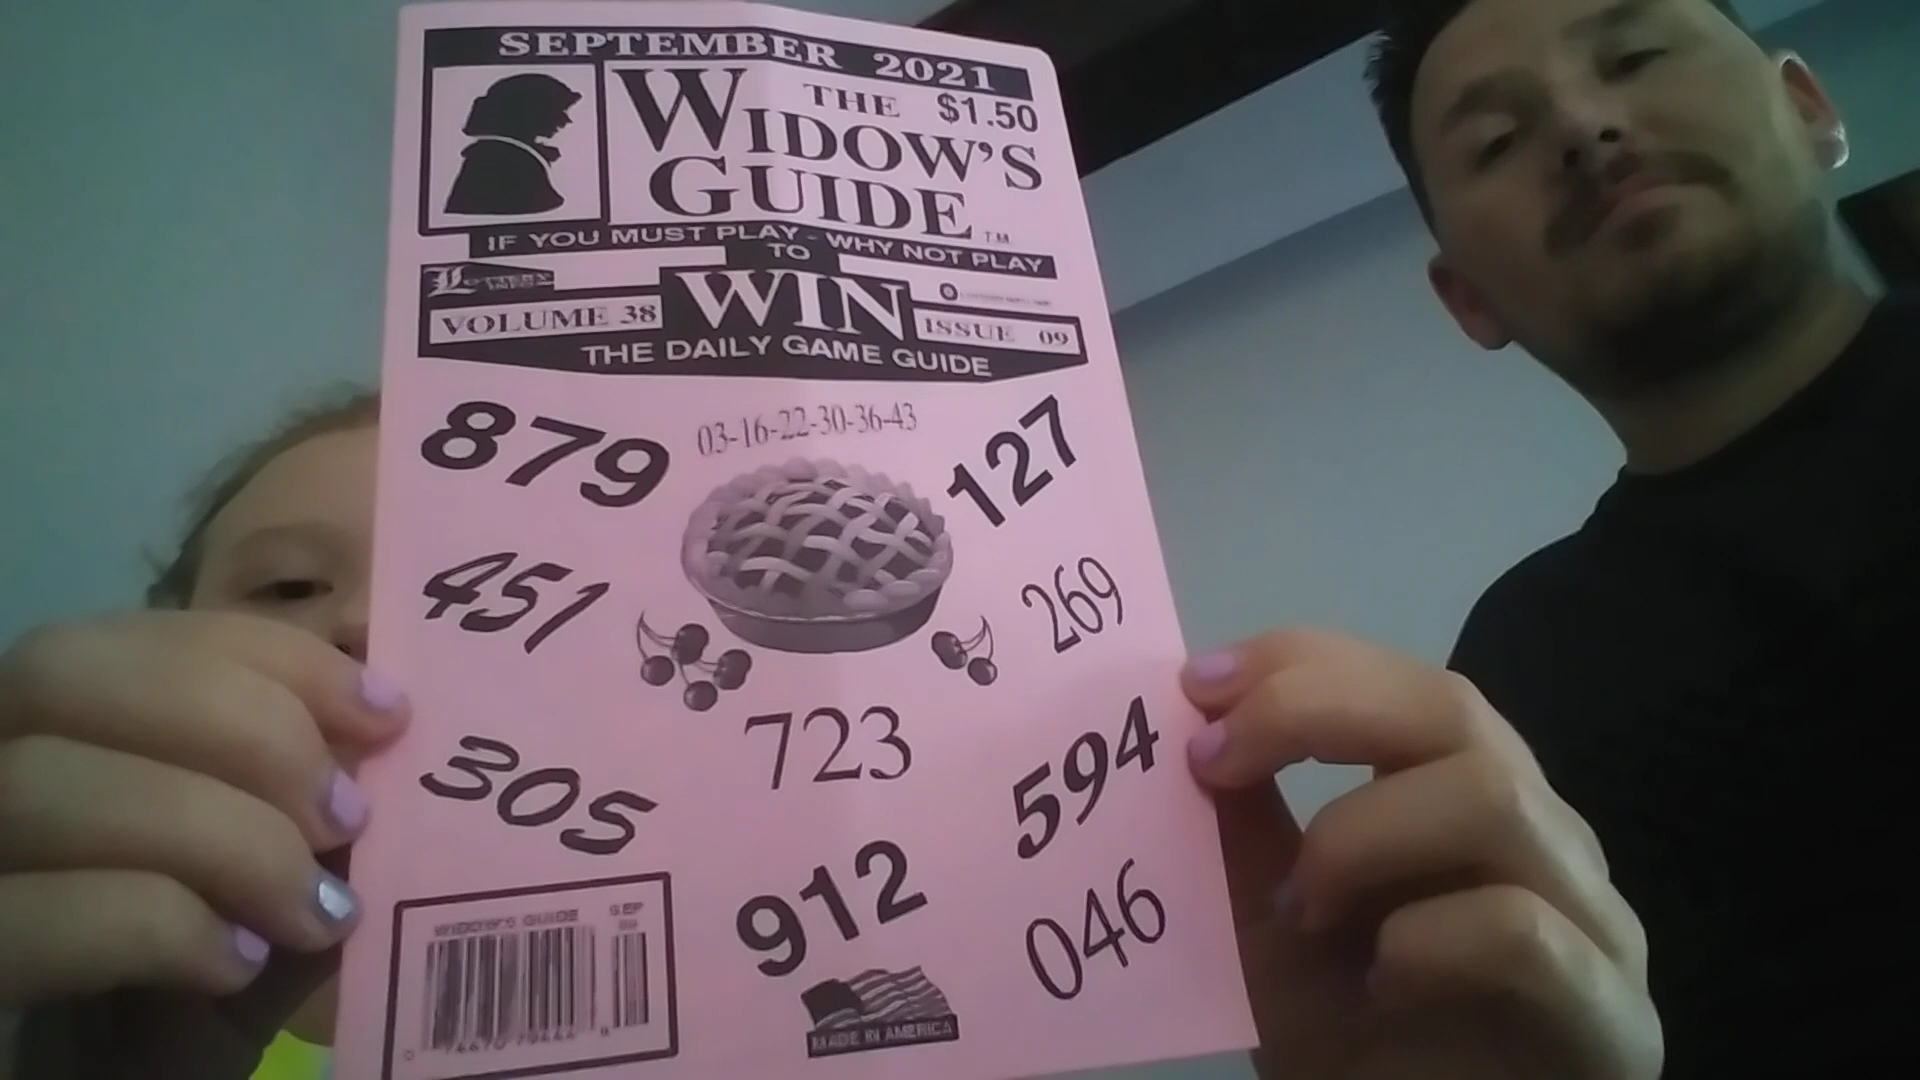 SEPTEMBER 2021
THE $1.50
WIDOW'S
GUIDE TM
IF YOU MUST PLAY - WHY NOT PLAY
TO
WIN
LOTTERY
VOLUME 38
ISSUE 09
THE DAILY GAME GUIDE
879
03-16-22-30-36-43
127
451
269
723
305
594
912
046
WIDOW'S GUIDE SEP
MADE IN AMERICA